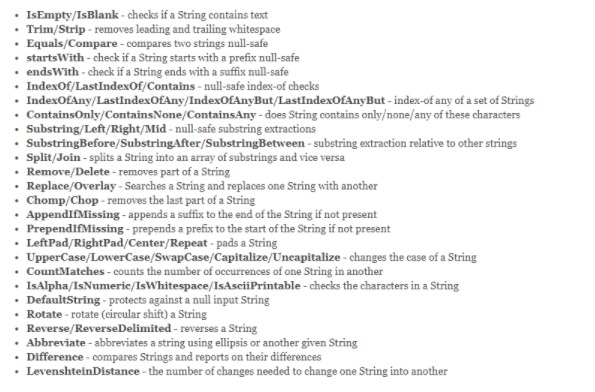 • IsEmpty/IsBlank - checks if a String contains text
• Trim/Strip - removes leading and trailing whitespace
• Equals/Compare - compares two strings null-safe
• startsWith - check if a String starts with a prefix null-safe
• endsWith - check if a String ends with a suffix null-safe
• IndexOf/LastIndexOf/Contains - null-safe index-of checks
• IndexOfAny/LastIndexOfAny/IndexOfAnyBut/LastIndexOfAnyBut - index-of any of a set of Strings
• ContainsOnly/ContainsNone/ContainsAny - does String contains only/none/any of these characters
• Substring/Left/Right/Mid - null-safe substring extractions
• SubstringBefore/SubstringAfter/SubstringBetween - substring extraction relative to other strings
• Split/Join - splits a String into an array of substrings and vice versa
• Remove/Delete - removes part of a String
• Replace/Overlay - Searches a String and replaces one String with another
• Chomp/Chop - removes the last part of a String
• AppendIfMissing - appends a suffix to the end of the String if not present
• PrependIfMissing - prepends a prefix to the start of the String if not present
• LeftPad/RightPad/Center/Repeat - pads a String
• UpperCase/LowerCase/SwapCase/Capitalize/Uncapitalize - changes the case of a String
• CountMatches - counts the number of occurrences of one String in another
• IsAlpha/IsNumeric/IsWhitespace/IsAsciiPrintable - checks the characters in a String
• DefaultString - protects against a null input String
• Rotate - rotate (circular shift) a String
• Reverse/ReverseDelimited - reverses a String
• Abbreviate - abbreviates a string using ellipsis or another given String
• Difference - compares Strings and reports on their differences
• LevenshteinDistance - the number of changes needed to change one String into another